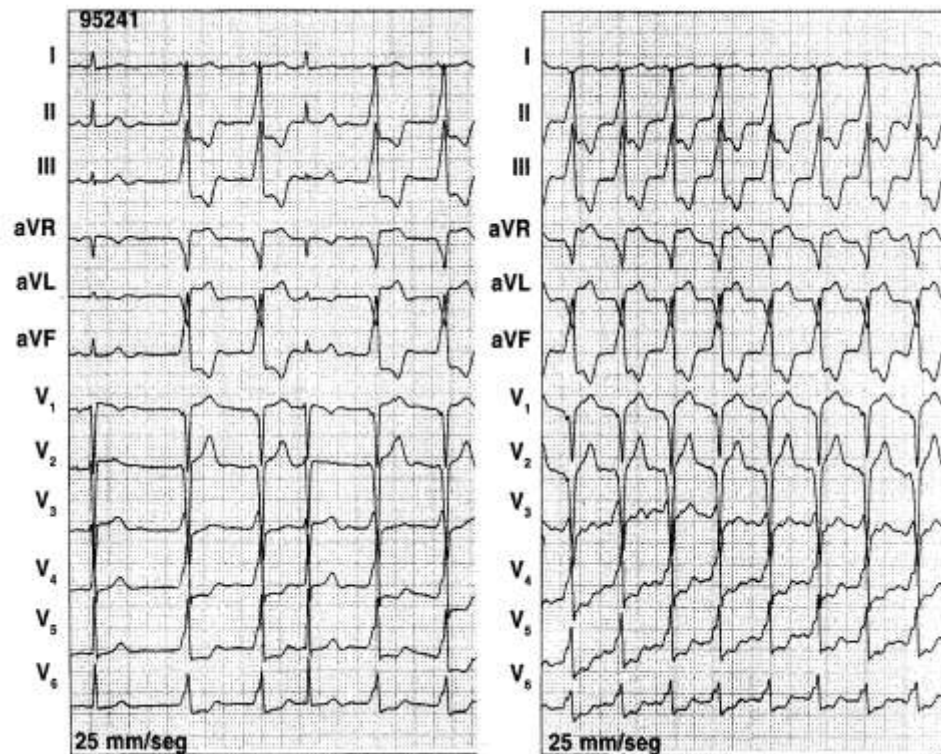 95241
I
II
III
aVR
aVL
aVF
V1
V2
V3
V4
V5
V6
25 mm/seg
I
II
III
aVR
aVL
aVF
V1
V2
V3
V4
V5
V6
25 mm/seg